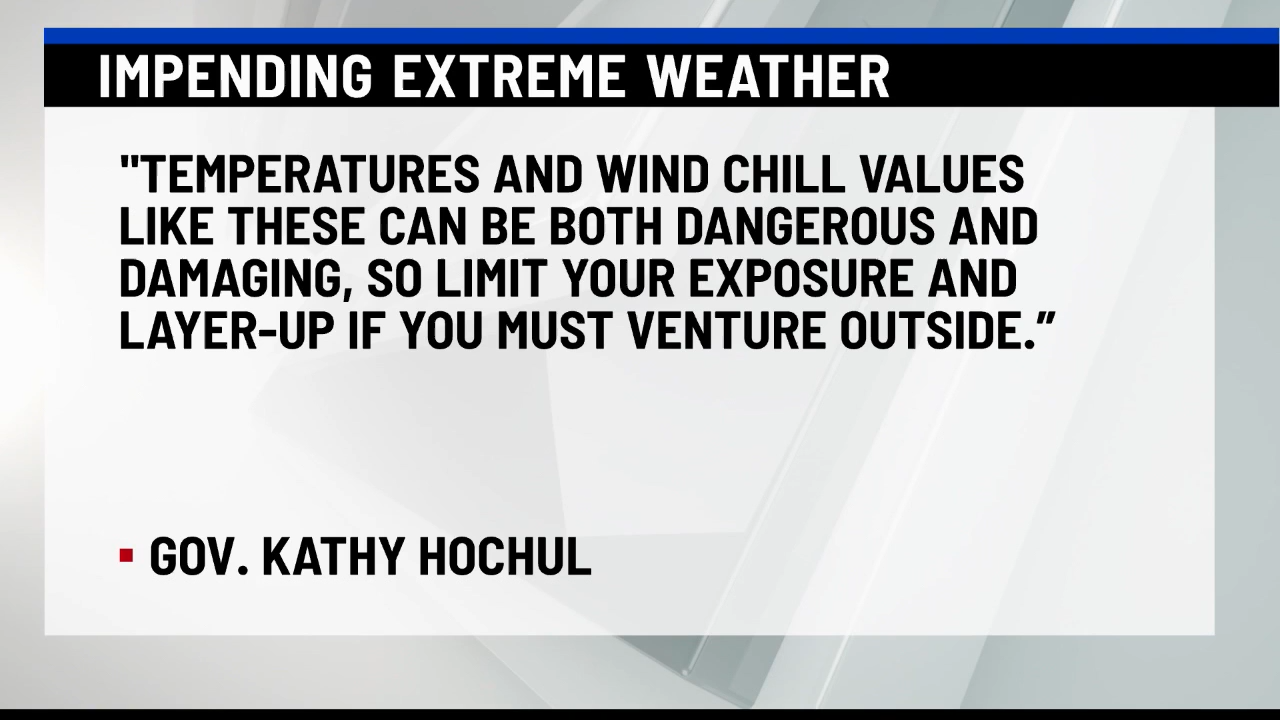 IMPENDING EXTREME WEATHER
"TEMPERATURES AND WIND CHILL VALUES
LIKE THESE CAN BE BOTH DANGEROUS AND
DAMAGING, SO LIMIT YOUR EXPOSURE AND
LAYER-UP IF YOU MUST VENTURE OUTSIDE.”
▪ GOV. KATHY HOCHUL